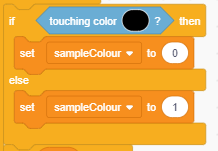 if touching color ? then
set sampleColour to 0
else
set sampleColour to 1